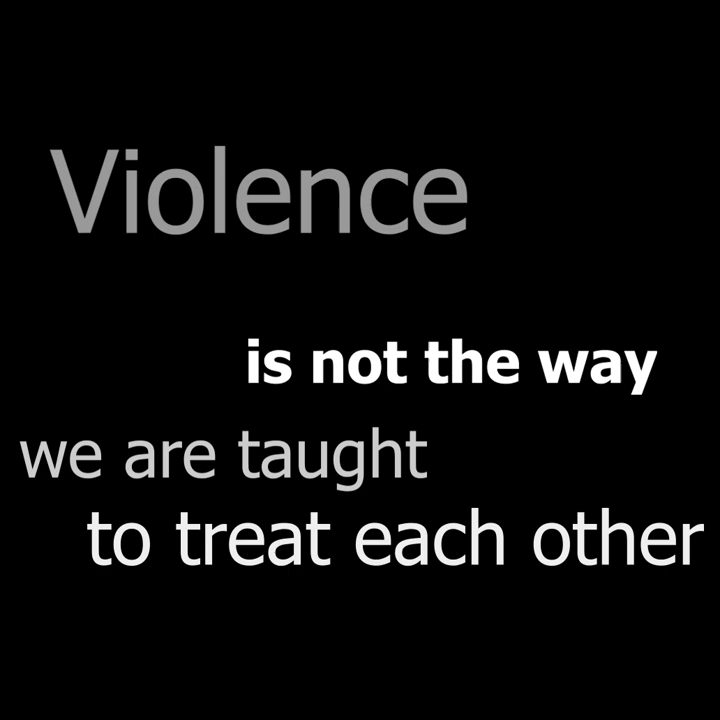 Violence
is not the way
we are taught
to treat each other